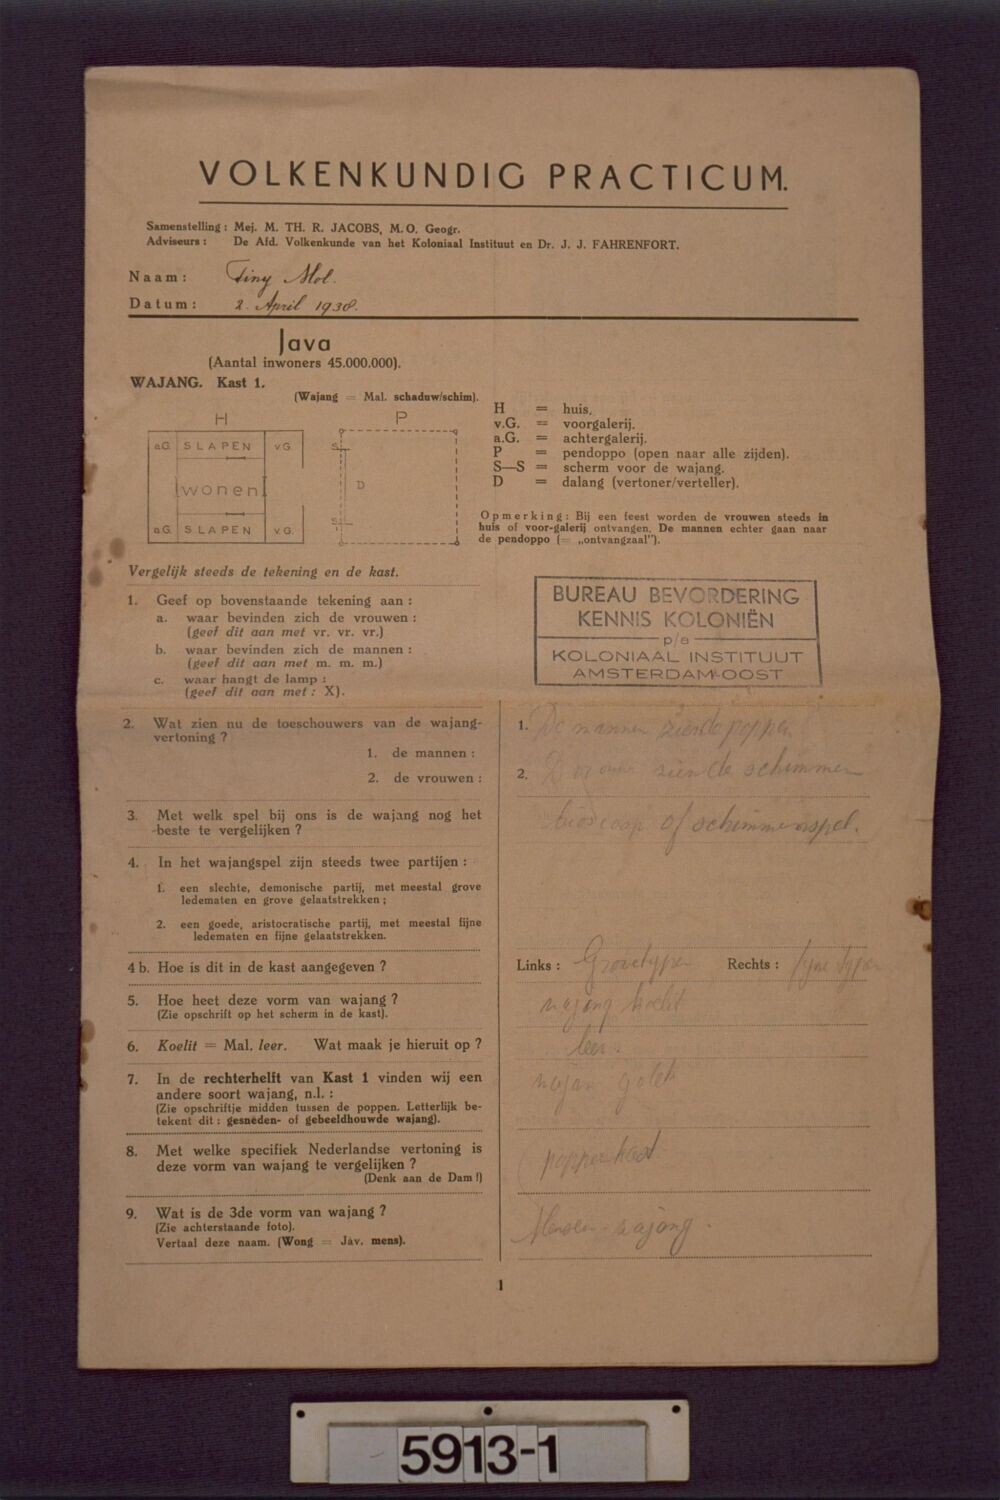 VOLKENKUNDIG PRACTICUM.
Samenstelling: Mej. M. TH. R. JACOBS, M.O. Geogr.
Adviseurs: De Afd. Volkenkunde van het Koloniaal Instituut en Dr. J. J. FAHRENFORT.
Naam: Tiny Mol.
Datum: 2. April 1938.
Java
(Aantal inwoners 45.000.000).
WAJANG. Kast 1.
(Wajang = Mal. schaduw/schim).
H
P
aG SLAPEN v.G.
wonen
aG SLAPEN v.G.
S
D
S
H = huis.
v.G. = voorgalerij.
a.G. = achtergalerij.
P = pendoppo (open naar alle zijden).
S—S = scherm voor de wajang.
D = dalang (vertoner/verteller).
Opmerking: Bij een feest worden de vrouwen steeds in
huis of voor-galerij ontvangen. De mannen echter gaan naar
de pendoppo (= „ontvangzaal").
Vergelijk steeds de tekening en de kast.
1. Geef op bovenstaande tekening aan :
a. waar bevinden zich de vrouwen :
(geef dit aan met vr. vr. vr.)
b. waar bevinden zich de mannen :
(geef dit aan met m. m. m.)
c. waar hangt de lamp :
(geef dit aan met : X).
BUREAU BEVORDERING
KENNIS KOLONIËN
p/a
KOLONIAAL INSTITUUT
AMSTERDAM-OOST
2. Wat zien nu de toeschouwers van de wajang-
vertoning ?
1. de mannen :
2. de vrouwen :
1. De mannen zien de poppen
2. De vrouwen zien de schimmen
3. Met welk spel bij ons is de wajang nog het
beste te vergelijken ?
bioscoop of schimmenspel.
4. In het wajangspel zijn steeds twee partijen :
1. een slechte, demonische partij, met meestal grove
ledematen en grove gelaatstrekken ;
2. een goede, aristocratische partij, met meestal fijne
ledematen en fijne gelaatstrekken.
4 b. Hoe is dit in de kast aangegeven ?
Links : Grove typen Rechts : fijne typen
5. Hoe heet deze vorm van wajang ?
(Zie opschrift op het scherm in de kast).
wajang koelit
6. Koelit = Mal. leer. Wat maak je hieruit op ?
leer.
7. In de rechterhelft van Kast 1 vinden wij een
andere soort wajang, n.l. :
(Zie opschriftje midden tussen de poppen. Letterlijk be-
tekent dit : gesneden- of gebeeldhouwde wajang).
wajan golek
8. Met welke specifiek Nederlandse vertoning is
deze vorm van wajang te vergelijken ?
(Denk aan de Dam !)
poppenkast.
9. Wat is de 3de vorm van wajang ?
(Zie achterstaande foto).
Vertaal deze naam. (Wong = Jav. mens).
Mensen-wajong.
1
5913-1